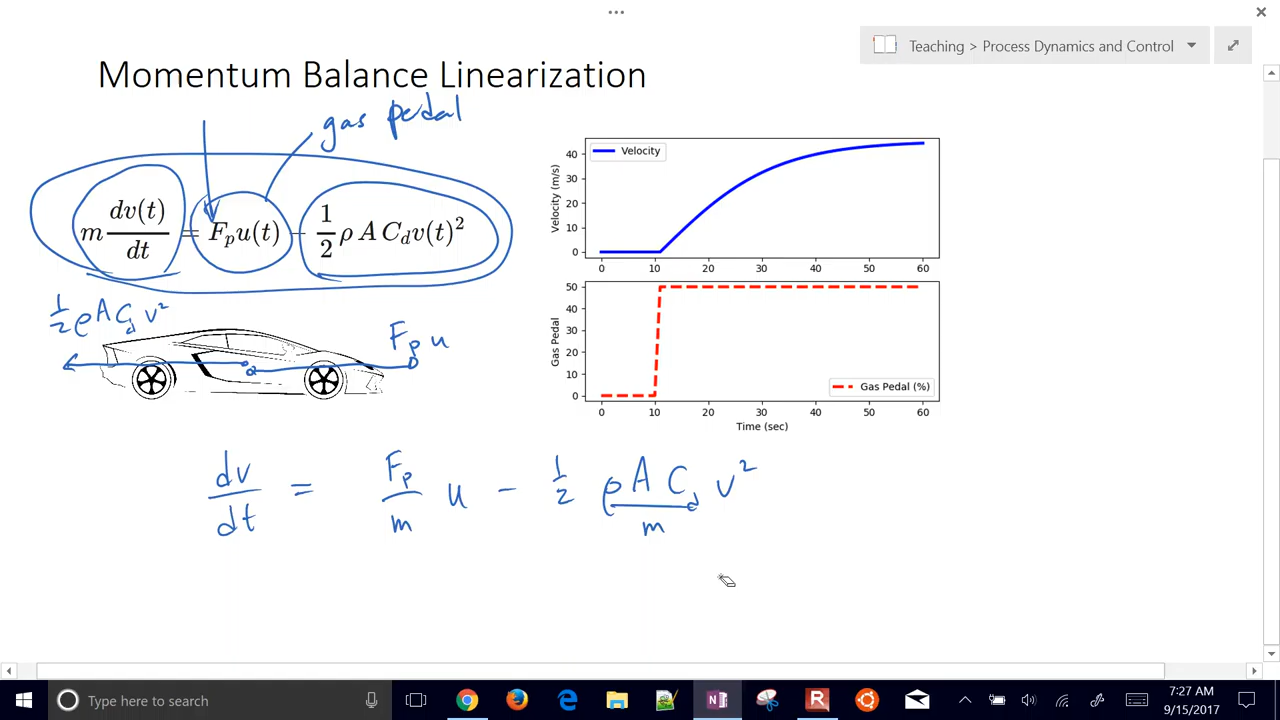 Teaching > Process Dynamics and Control
Momentum Balance Linearization
gas pedal
m dv(t)/dt = F_p u(t) − 1/2 ρ A C_d v(t)²
1/2 ρ A C_d v²
F_p u
Velocity
Velocity (m/s)
40
30
20
10
0
0 10 20 30 40 50 60
Gas Pedal
50
40
30
20
10
0
Gas Pedal (%)
0 10 20 30 40 50 60
Time (sec)
dv/dt = F_p/m u − 1/2 ρ A C_d/m v²
Type here to search
7:27 AM
9/15/2017